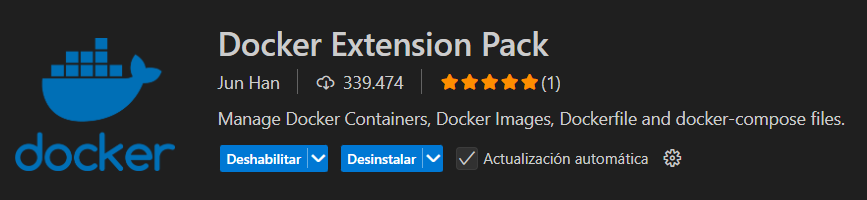 Docker Extension Pack
Jun Han 339.474 (1)
Manage Docker Containers, Docker Images, Dockerfile and docker-compose files.
docker
Deshabilitar Desinstalar Actualización automática